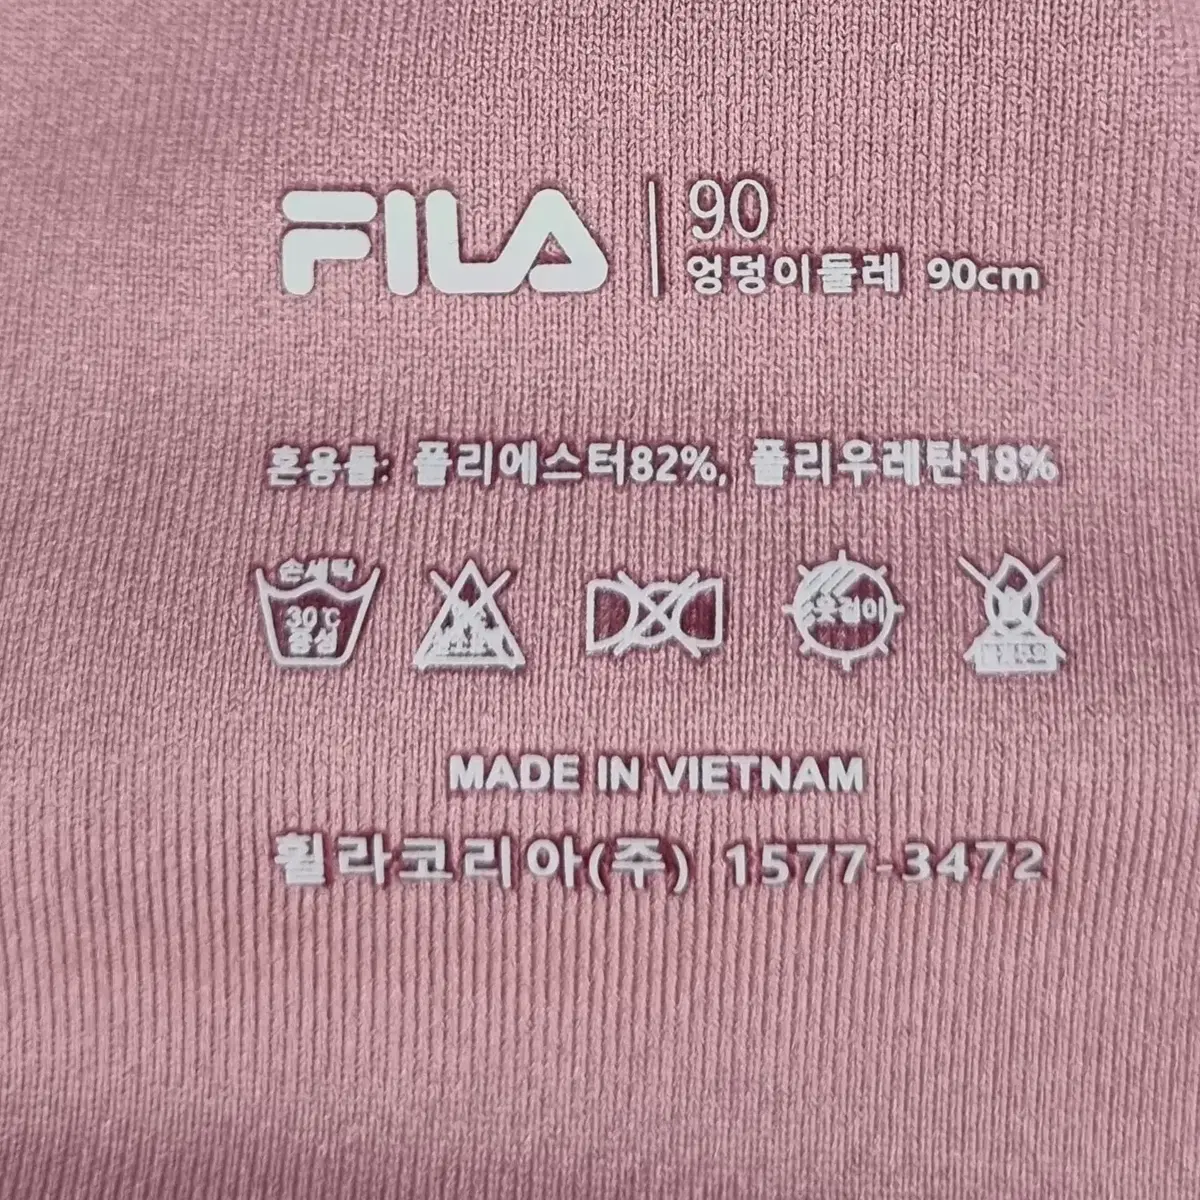 FILA
90
엉덩이둘레 90cm
혼용률: 폴리에스터82%, 폴리우레탄18%
손세탁
30℃
중성
옷걸이
MADE IN VIETNAM
휠라코리아(주) 1577-3472